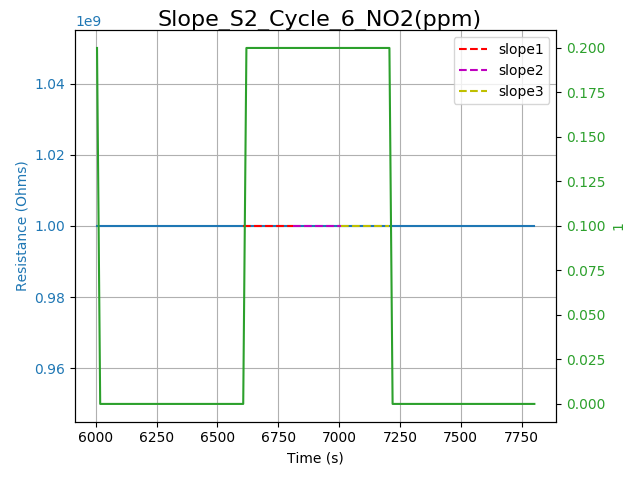 Slope_S2_Cycle_6_NO2(ppm)
1e9
slope1
slope2
slope3
1.04
1.02
1.00
0.98
0.96
Resistance (Ohms)
0.200
0.175
0.150
0.125
0.100
0.075
0.050
0.025
0.000
1
6000 6250 6500 6750 7000 7250 7500 7750
Time (s)